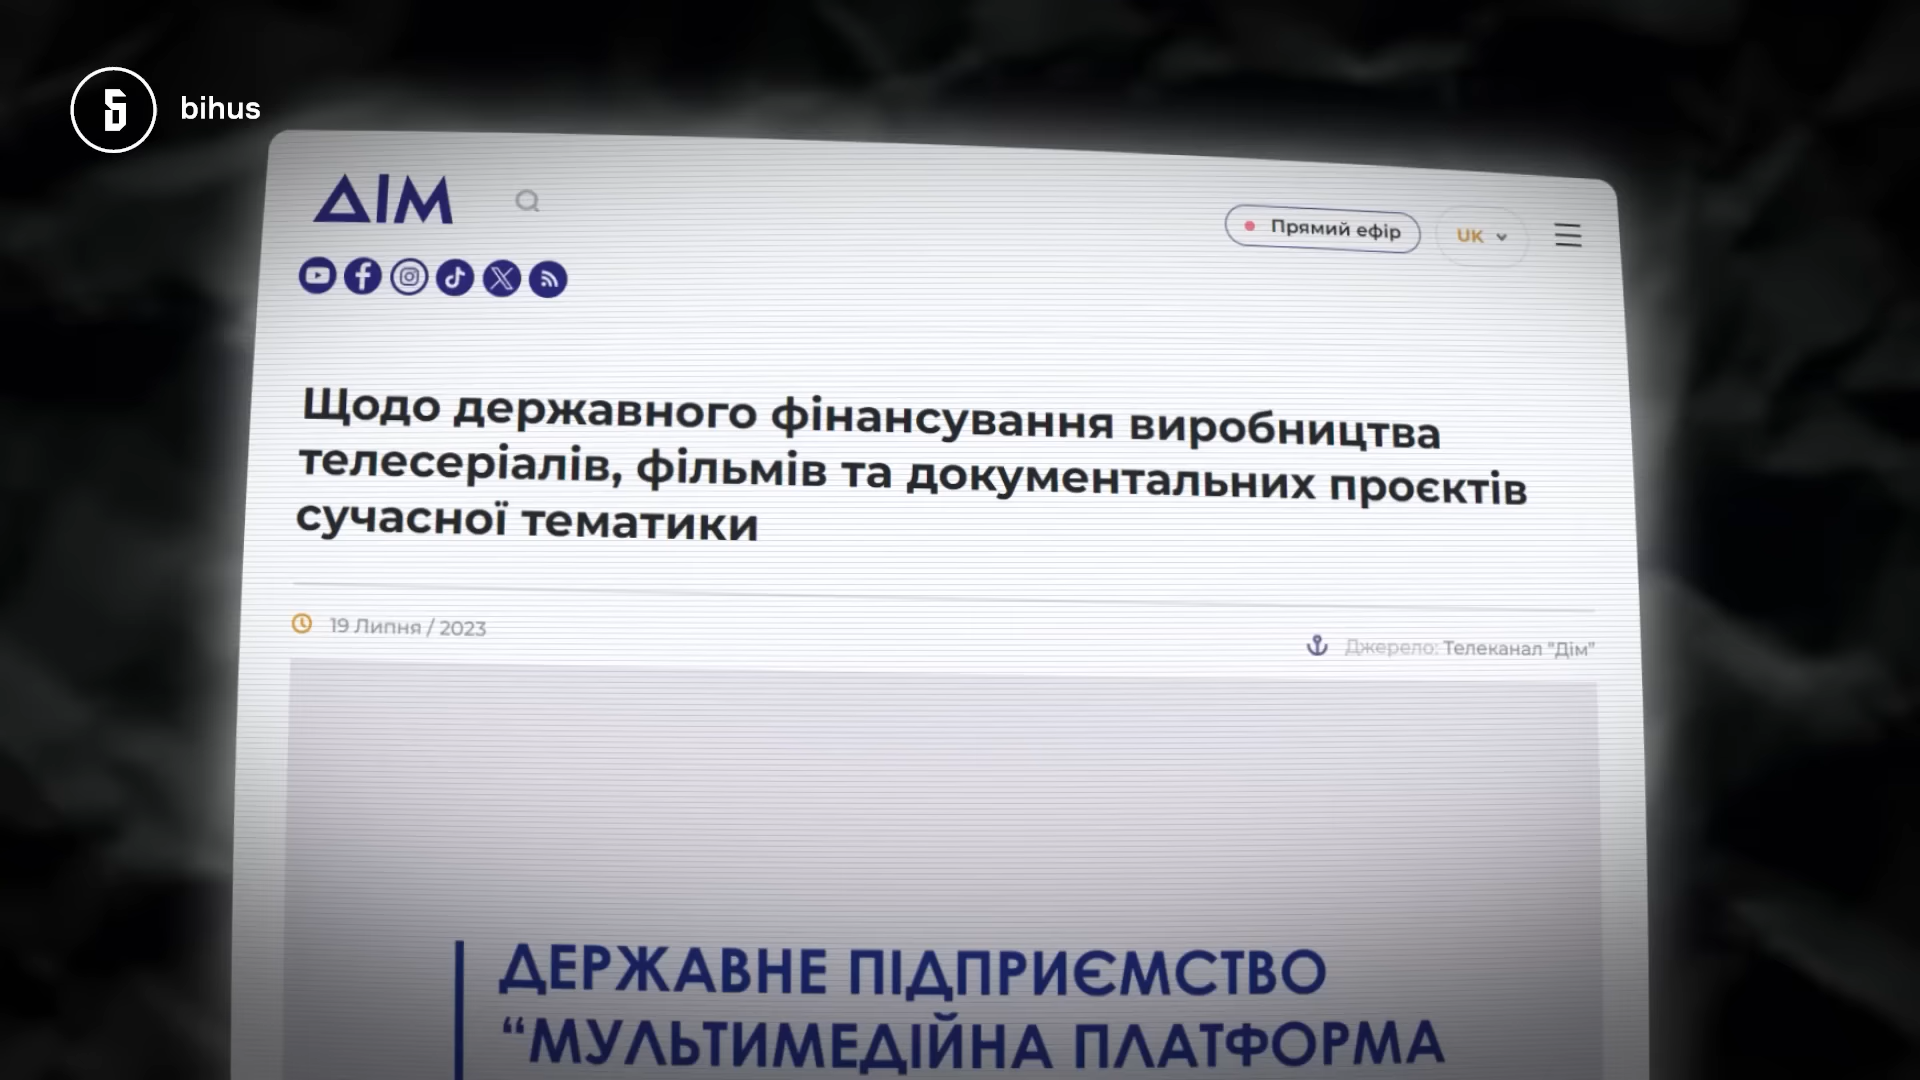 bihus
ДІМ
Прямий ефір
UK
Щодо державного фінансування виробництва
телесеріалів, фільмів та документальних проєктів
сучасної тематики
19 Липня / 2023
Джерело: Телеканал "Дім"
ДЕРЖАВНЕ ПІДПРИЄМСТВО
“МУЛЬТИМЕДІЙНА ПЛАТФОРМА